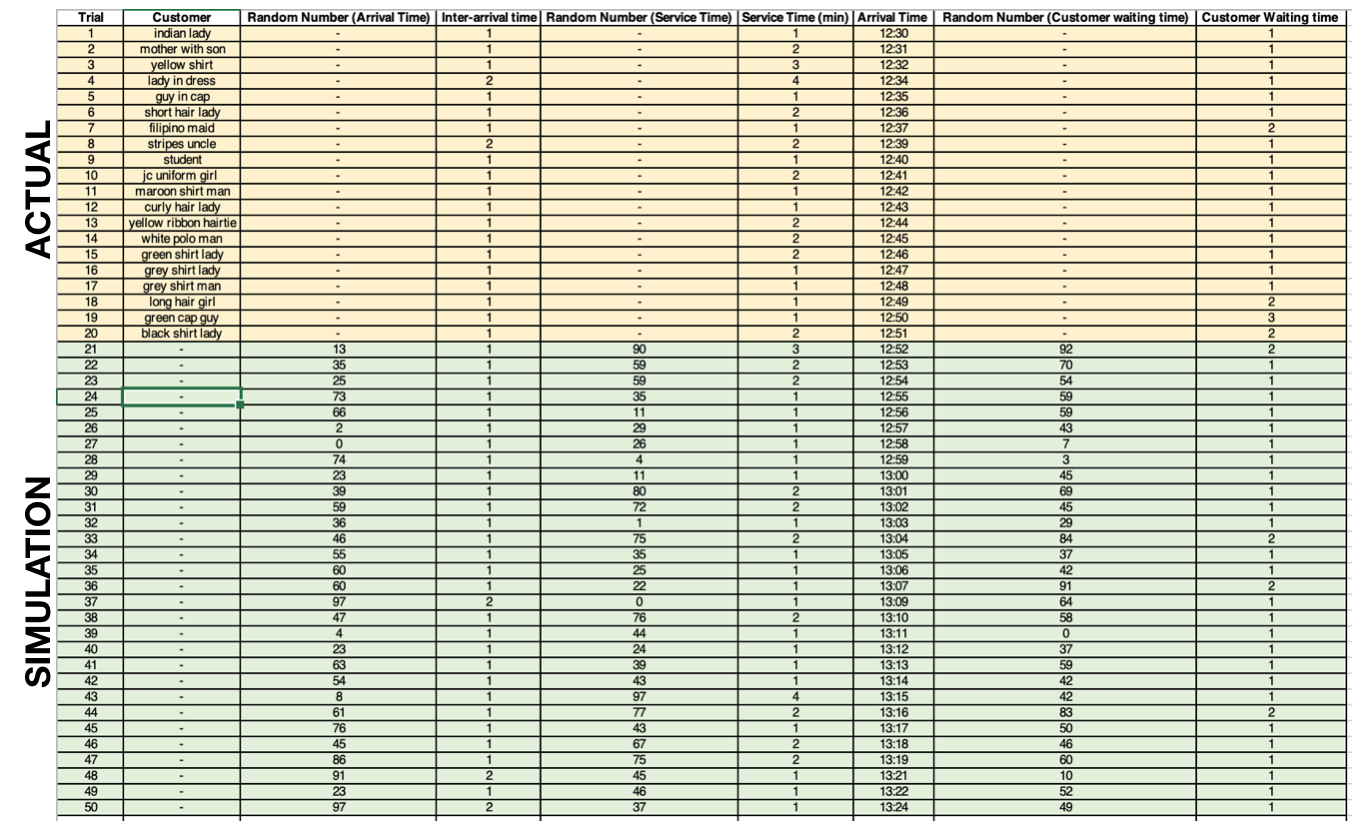 Trial Customer Random Number (Arrival Time) Inter-arrival time Random Number (Service Time) Service Time (min) Arrival Time Random Number (Customer waiting time) Customer Waiting time
ACTUAL
1 indian lady - 1 - 1 12:30 - 1
2 mother with son - 1 - 2 12:31 - 1
3 yellow shirt - 1 - 3 12:32 - 1
4 lady in dress - 2 - 4 12:34 - 1
5 guy in cap - 1 - 1 12:35 - 1
6 short hair lady - 1 - 2 12:36 - 1
7 filipino maid - 1 - 1 12:37 - 2
8 stripes uncle - 2 - 2 12:39 - 1
9 student - 1 - 1 12:40 - 1
10 jc uniform girl - 1 - 2 12:41 - 1
11 maroon shirt man - 1 - 1 12:42 - 1
12 curly hair lady - 1 - 1 12:43 - 1
13 yellow ribbon hairtie - 1 - 2 12:44 - 1
14 white polo man - 1 - 2 12:45 - 1
15 green shirt lady - 1 - 2 12:46 - 1
16 grey shirt lady - 1 - 1 12:47 - 1
17 grey shirt man - 1 - 1 12:48 - 1
18 long hair girl - 1 - 1 12:49 - 2
19 green cap guy - 1 - 1 12:50 - 3
20 black shirt lady - 1 - 2 12:51 - 2
SIMULATION
21 - 13 1 90 3 12:52 92 2
22 - 35 1 59 2 12:53 70 1
23 - 25 1 59 2 12:54 54 1
24 - 73 1 35 1 12:55 59 1
25 - 66 1 11 1 12:56 59 1
26 - 2 1 29 1 12:57 43 1
27 - 0 1 26 1 12:58 7 1
28 - 74 1 4 1 12:59 3 1
29 - 23 1 11 1 13:00 45 1
30 - 39 1 80 2 13:01 69 1
31 - 59 1 72 2 13:02 45 1
32 - 36 1 1 1 13:03 29 1
33 - 46 1 75 2 13:04 84 2
34 - 55 1 35 1 13:05 37 1
35 - 60 1 25 1 13:06 42 1
36 - 60 1 22 1 13:07 91 2
37 - 97 2 0 1 13:09 64 1
38 - 47 1 76 2 13:10 58 1
39 - 4 1 44 1 13:11 0 1
40 - 23 1 24 1 13:12 37 1
41 - 63 1 39 1 13:13 59 1
42 - 54 1 43 1 13:14 42 1
43 - 8 1 97 4 13:15 42 1
44 - 61 1 77 2 13:16 83 2
45 - 76 1 43 1 13:17 50 1
46 - 45 1 67 2 13:18 46 1
47 - 86 1 75 2 13:19 60 1
48 - 91 2 45 1 13:21 10 1
49 - 23 1 46 1 13:22 52 1
50 - 97 2 37 1 13:24 49 1